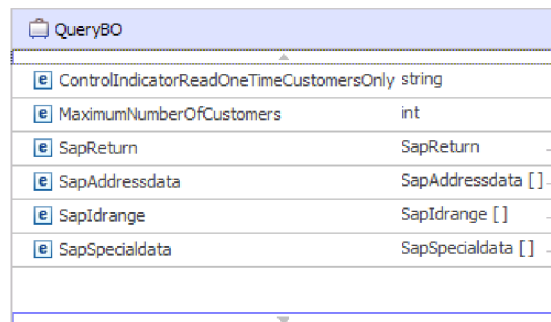 QueryBO
ControlIndicatorReadOneTimeCustomersOnly string
MaximumNumberOfCustomers int
SapReturn SapReturn
SapAddressdata SapAddressdata []
SapIdrange SapIdrange []
SapSpecialdata SapSpecialdata []